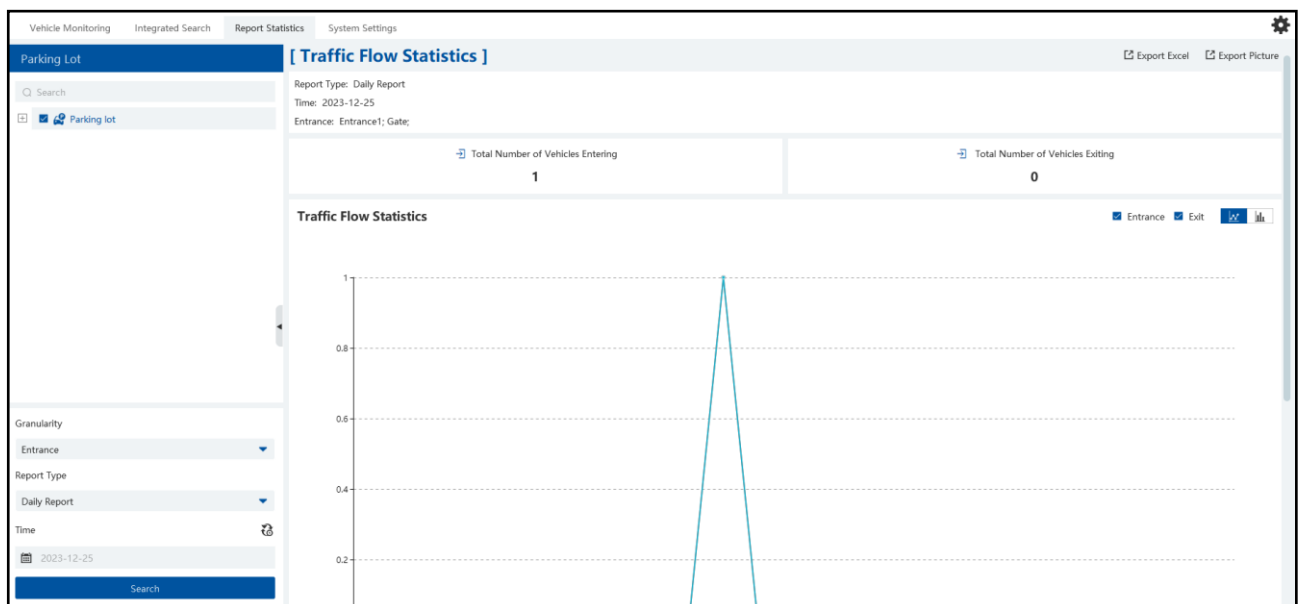 Vehicle Monitoring Integrated Search Report Statistics System Settings
Parking Lot
Search
Parking lot
Granularity
Entrance
Report Type
Daily Report
Time
2023-12-25
Search
[ Traffic Flow Statistics ]
Export Excel Export Picture
Report Type: Daily Report
Time: 2023-12-25
Entrance: Entrance1; Gate;
Total Number of Vehicles Entering
1
Total Number of Vehicles Exiting
0
Traffic Flow Statistics
Entrance Exit
1
0.8
0.6
0.4
0.2